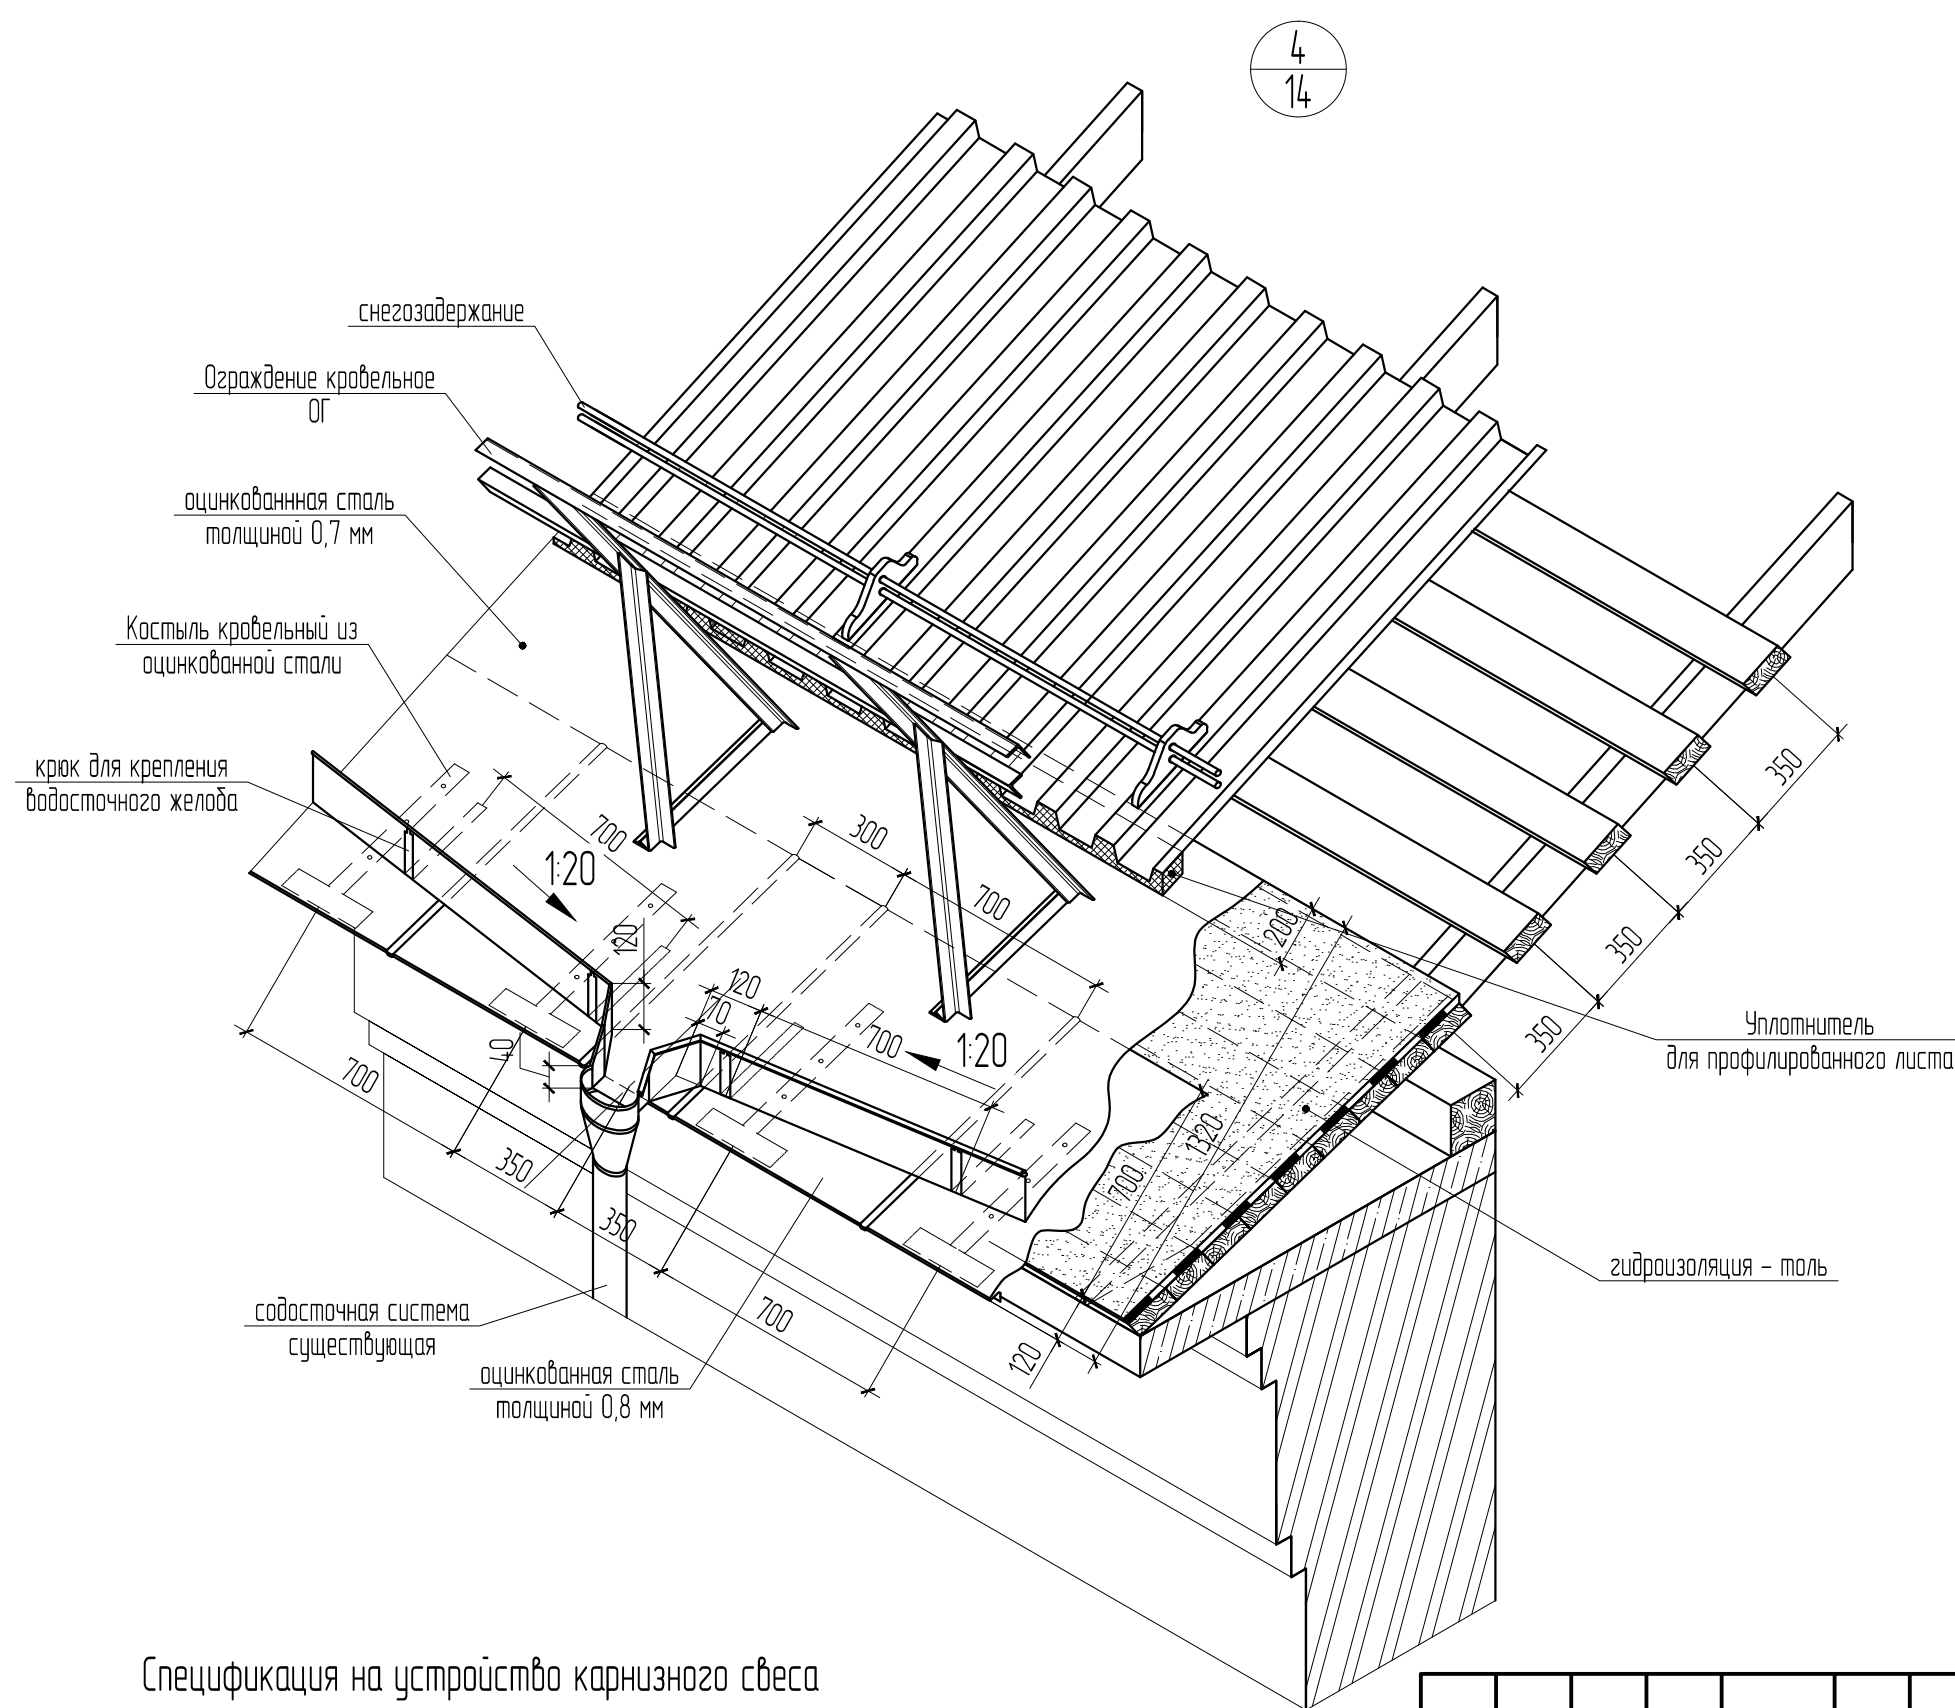 4
14
снегозадержание
Ограждение кровельное
ОГ
оцинкованнная сталь
толщиной 0,7 мм
Костыль кровельный из
оцинкованной стали
крюк для крепления
водосточного желоба
700
1:20
300
700
120
200
350
350
350
350
Уплотнитель
для профилированного листа
40
120
70
700
1:20
700
350
350
700
1320
700
120
гидроизоляция – толь
содосточная система
существующая
оцинкованная сталь
толщиной 0,8 мм
Спецификация на устройство карнизного свеса